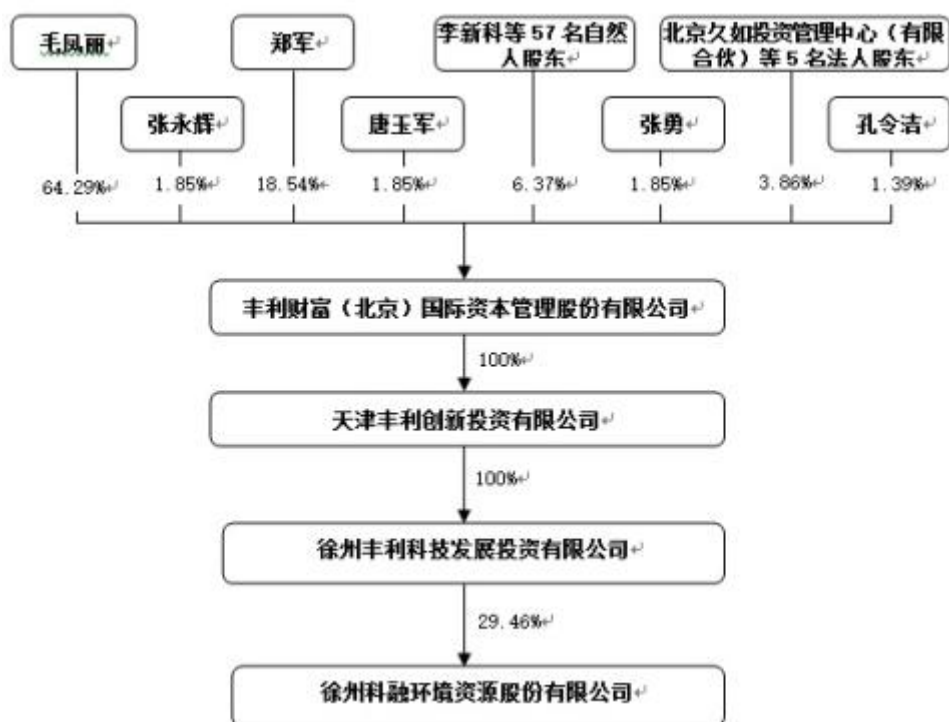 毛凤丽
郑军
李新科等 57 名自然
人股东
北京久如投资管理中心（有限
合伙）等 5 名法人股东
张永辉
唐玉军
张勇
孔令洁
64.29%
1.85%
18.54%
1.85%
6.37%
1.85%
3.86%
1.39%
丰利财富（北京）国际资本管理股份有限公司
100%
天津丰利创新投资有限公司
100%
徐州丰利科技发展投资有限公司
29.46%
徐州科融环境资源股份有限公司